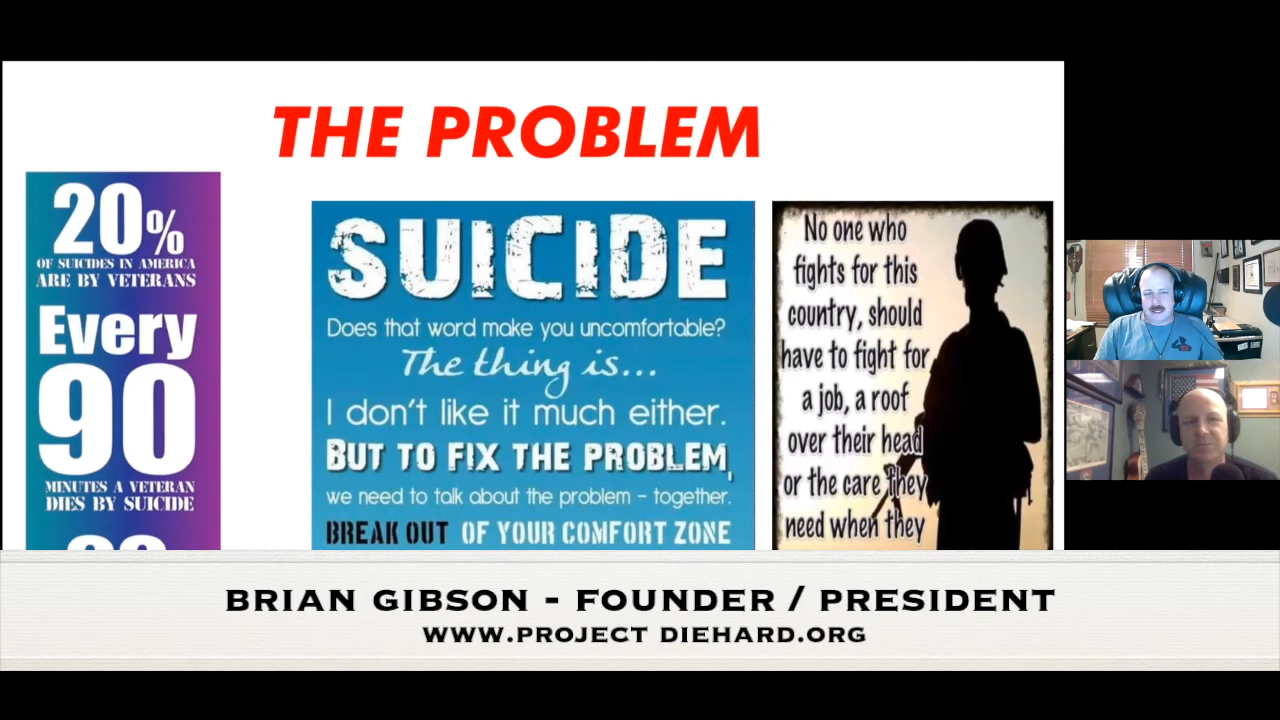 THE PROBLEM
20%
OF SUICIDES IN AMERICA
ARE BY VETERANS
Every
90
MINUTES A VETERAN
DIES BY SUICIDE
SUICIDE
Does that word make you uncomfortable?
The thing is...
I don't like it much either.
BUT TO FIX THE PROBLEM,
we need to talk about the problem - together.
BREAK OUT OF YOUR COMFORT ZONE
No one who
fights for this
country, should
have to fight for
a job, a roof
over their head
or the care they
need when they
BRIAN GIBSON - FOUNDER / PRESIDENT
WWW.PROJECT DIEHARD.ORG